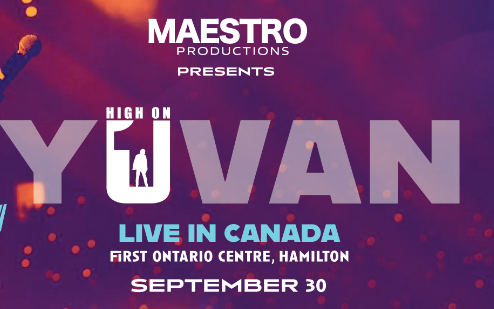 MAESTRO
PRODUCTIONS
PRESENTS
HIGH ON
YUVAN
LIVE IN CANADA
FIRST ONTARIO CENTRE, HAMILTON
SEPTEMBER 30